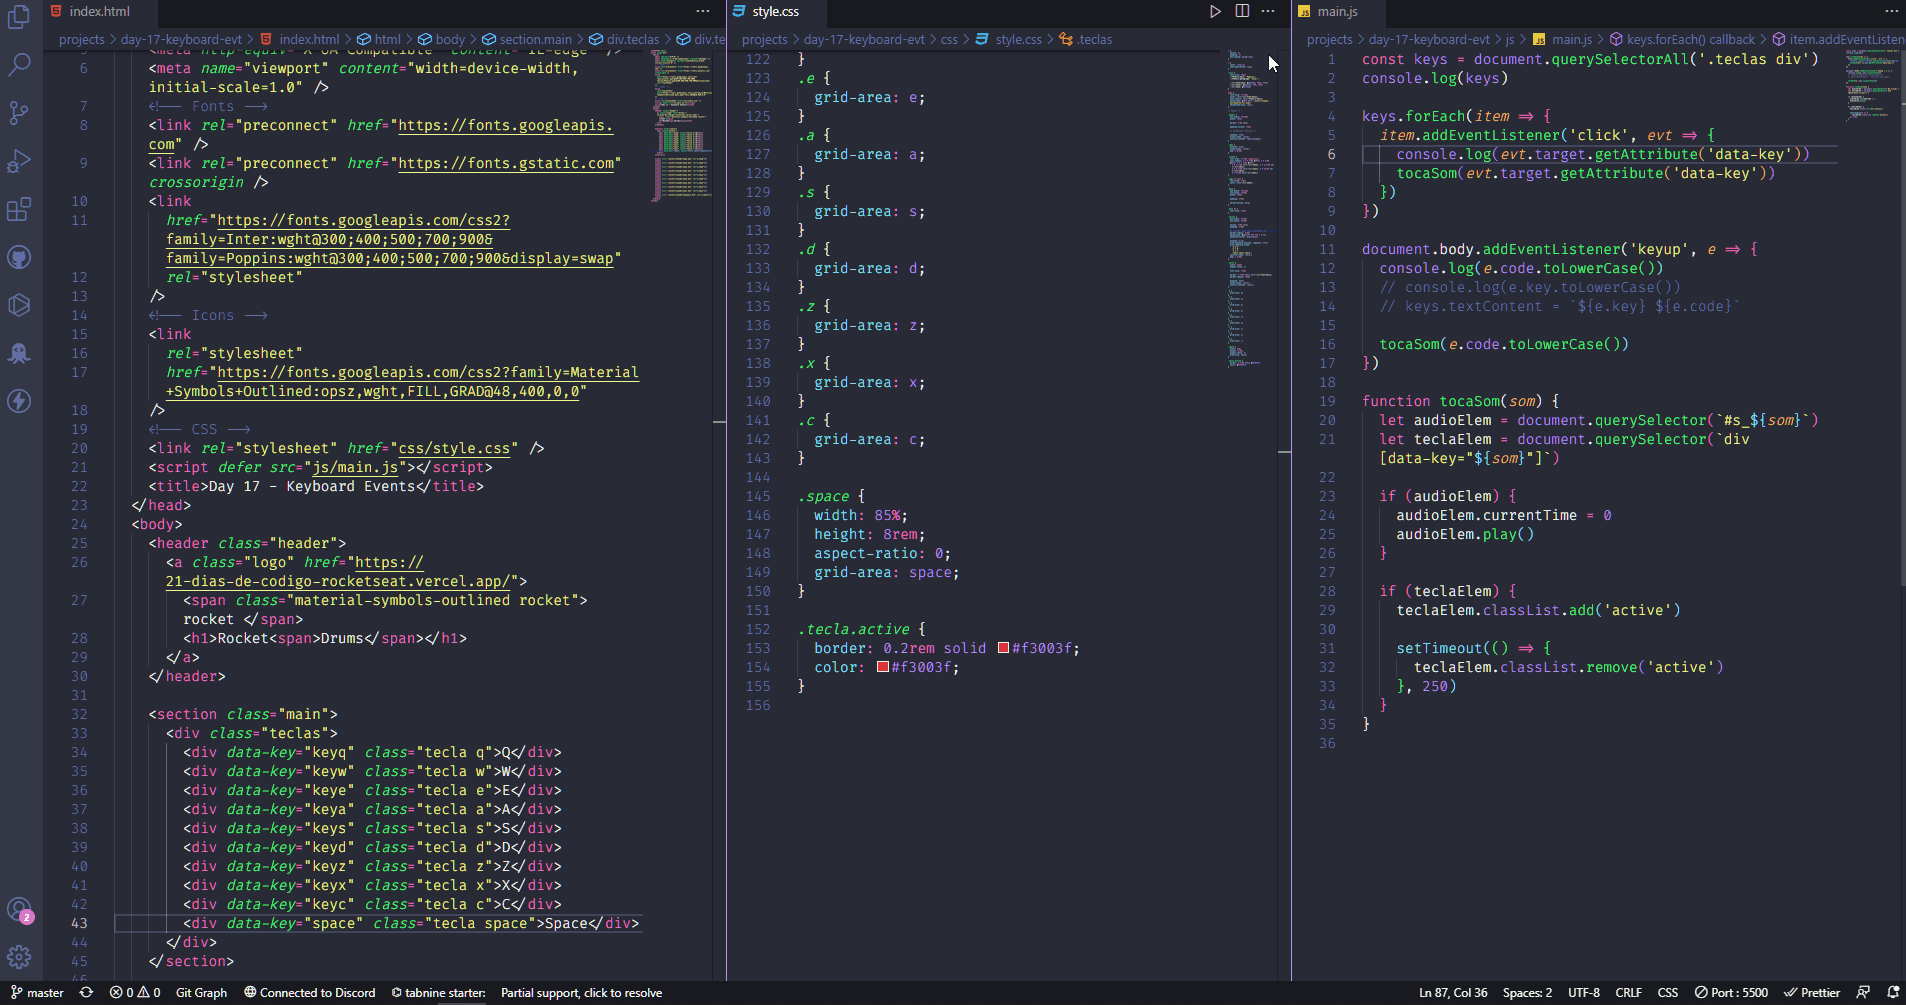 index.html
projects > day-17-keyboard-evt > index.html > html > body > section.main > div.teclas > div.te
6 <meta name="viewport" content="width=device-width,
initial-scale=1.0" />
7 <!-- Fonts -->
8 <link rel="preconnect" href="https://fonts.googleapis.
com" />
9 <link rel="preconnect" href="https://fonts.gstatic.com"
crossorigin />
10 <link
11 href="https://fonts.googleapis.com/css2?
family=Inter:wght@300;400;500;700;900&
family=Poppins:wght@300;400;500;700;900&display=swap"
12 rel="stylesheet"
13 />
14 <!-- Icons -->
15 <link
16 rel="stylesheet"
17 href="https://fonts.googleapis.com/css2?family=Material
+Symbols+Outlined:opsz,wght,FILL,GRAD@48,400,0,0"
18 />
19 <!-- CSS -->
20 <link rel="stylesheet" href="css/style.css" />
21 <script defer src="js/main.js"></script>
22 <title>Day 17 - Keyboard Events</title>
23 </head>
24 <body>
25 <header class="header">
26 <a class="logo" href="https://
21-dias-de-codigo-rocketseat.vercel.app/">
27 <span class="material-symbols-outlined rocket">
rocket </span>
28 <h1>Rocket<span>Drums</span></h1>
29 </a>
30 </header>
31
32 <section class="main">
33 <div class="teclas">
34 <div data-key="keyq" class="tecla q">Q</div>
35 <div data-key="keyw" class="tecla w">W</div>
36 <div data-key="keye" class="tecla e">E</div>
37 <div data-key="keya" class="tecla a">A</div>
38 <div data-key="keys" class="tecla s">S</div>
39 <div data-key="keyd" class="tecla d">D</div>
40 <div data-key="keyz" class="tecla z">Z</div>
41 <div data-key="keyx" class="tecla x">X</div>
42 <div data-key="keyc" class="tecla c">C</div>
43 <div data-key="space" class="tecla space">Space</div>
44 </div>
45 </section>
style.css
projects > day-17-keyboard-evt > css > style.css > .teclas
122 }
123 .e {
124 grid-area: e;
125 }
126 .a {
127 grid-area: a;
128 }
129 .s {
130 grid-area: s;
131 }
132 .d {
133 grid-area: d;
134 }
135 .z {
136 grid-area: z;
137 }
138 .x {
139 grid-area: x;
140 }
141 .c {
142 grid-area: c;
143 }
144
145 .space {
146 width: 85%;
147 height: 8rem;
148 aspect-ratio: 0;
149 grid-area: space;
150 }
151
152 .tecla.active {
153 border: 0.2rem solid #f3003f;
154 color: #f3003f;
155 }
156
main.js
projects > day-17-keyboard-evt > js > main.js > keys.forEach() callback > item.addEventListen
1 const keys = document.querySelectorAll('.teclas div')
2 console.log(keys)
3
4 keys.forEach(item => {
5 item.addEventListener('click', evt => {
6 console.log(evt.target.getAttribute('data-key'))
7 tocaSom(evt.target.getAttribute('data-key'))
8 })
9 })
10
11 document.body.addEventListener('keyup', e => {
12 console.log(e.code.toLowerCase())
13 // console.log(e.key.toLowerCase())
14 // keys.textContent = `${e.key} ${e.code}`
15
16 tocaSom(e.code.toLowerCase())
17 })
18
19 function tocaSom(som) {
20 let audioElem = document.querySelector(`#s_${som}`)
21 let teclaElem = document.querySelector(`div
[data-key="${som}"]`)
22
23 if (audioElem) {
24 audioElem.currentTime = 0
25 audioElem.play()
26 }
27
28 if (teclaElem) {
29 teclaElem.classList.add('active')
30
31 setTimeout(() => {
32 teclaElem.classList.remove('active')
33 }, 250)
34 }
35 }
36
2
master 0 0 Git Graph Connected to Discord tabnine starter: Partial support, click to resolve Ln 87, Col 36 Spaces: 2 UTF-8 CRLF CSS Port : 5500 Prettier